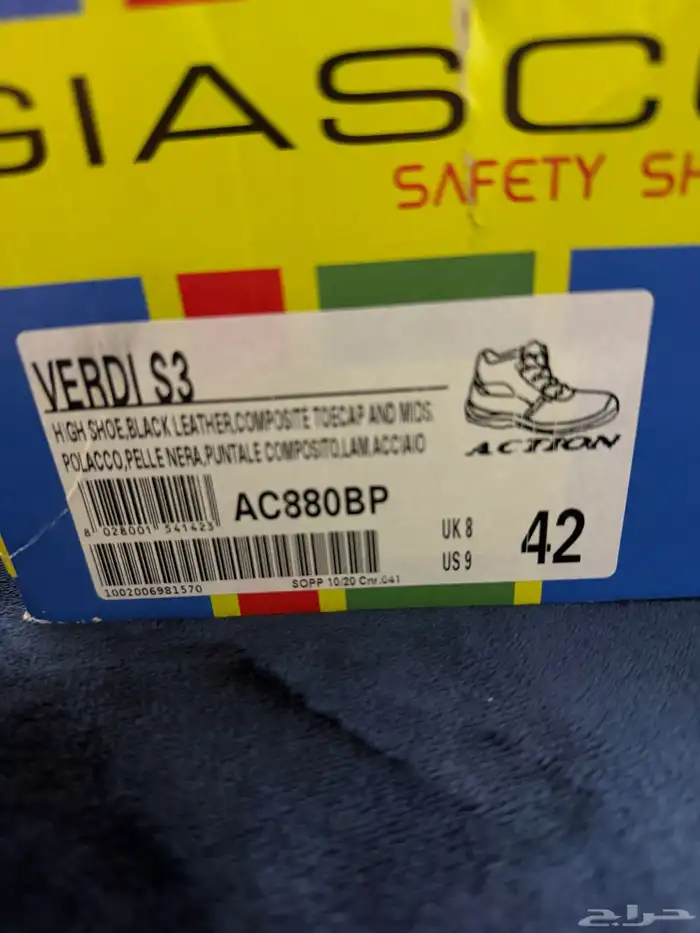 GIASCO
SAFETY SH
VERDI S3
HIGH SHOE,BLACK LEATHER,COMPOSITE TOECAP AND MIDS.
POLACCO,PELLE NERA,PUNTALE COMPOSITO,LAM,ACCIAIO
ACTION
AC880BP
8 028001 541423
UK 8
US 9
42
1002006981570
SOPP 10/20 Cnr.041
حراج